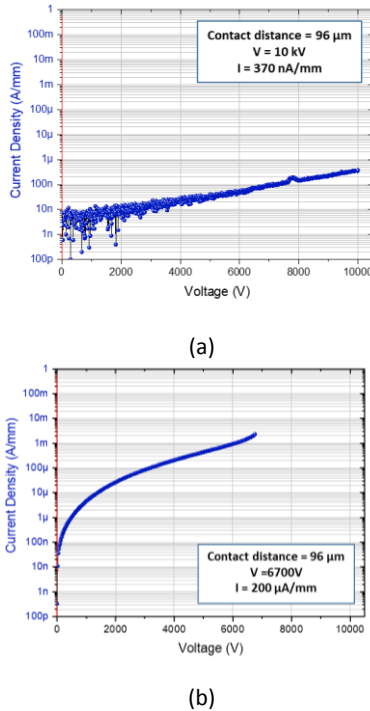 Current Density (A/mm)
1
100m
10m
1m
100µ
10µ
1µ
100n
10n
1n
100p
Contact distance = 96 µm
V = 10 kV
I = 370 nA/mm
0 2000 4000 6000 8000 10000
Voltage (V)
(a)
Current Density (A/mm)
1
100m
10m
1m
100µ
10µ
1µ
100n
10n
1n
100p
Contact distance = 96 µm
V =6700V
I = 200 µA/mm
0 2000 4000 6000 8000 10000
Voltage (V)
(b)